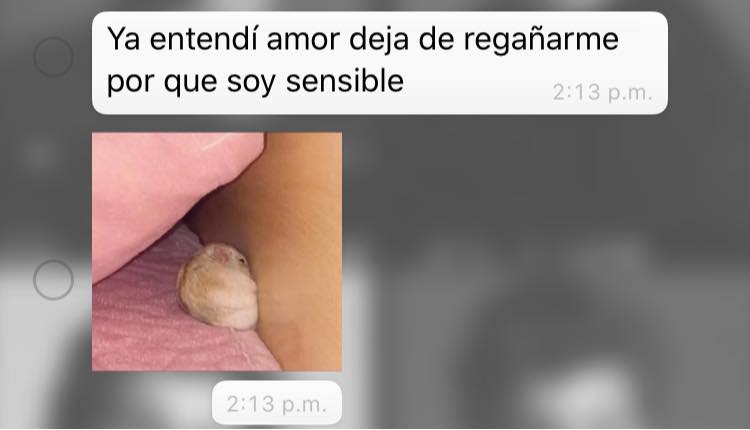 Ya entendí amor deja de regañarme
por que soy sensible
2:13 p.m.
2:13 p.m.